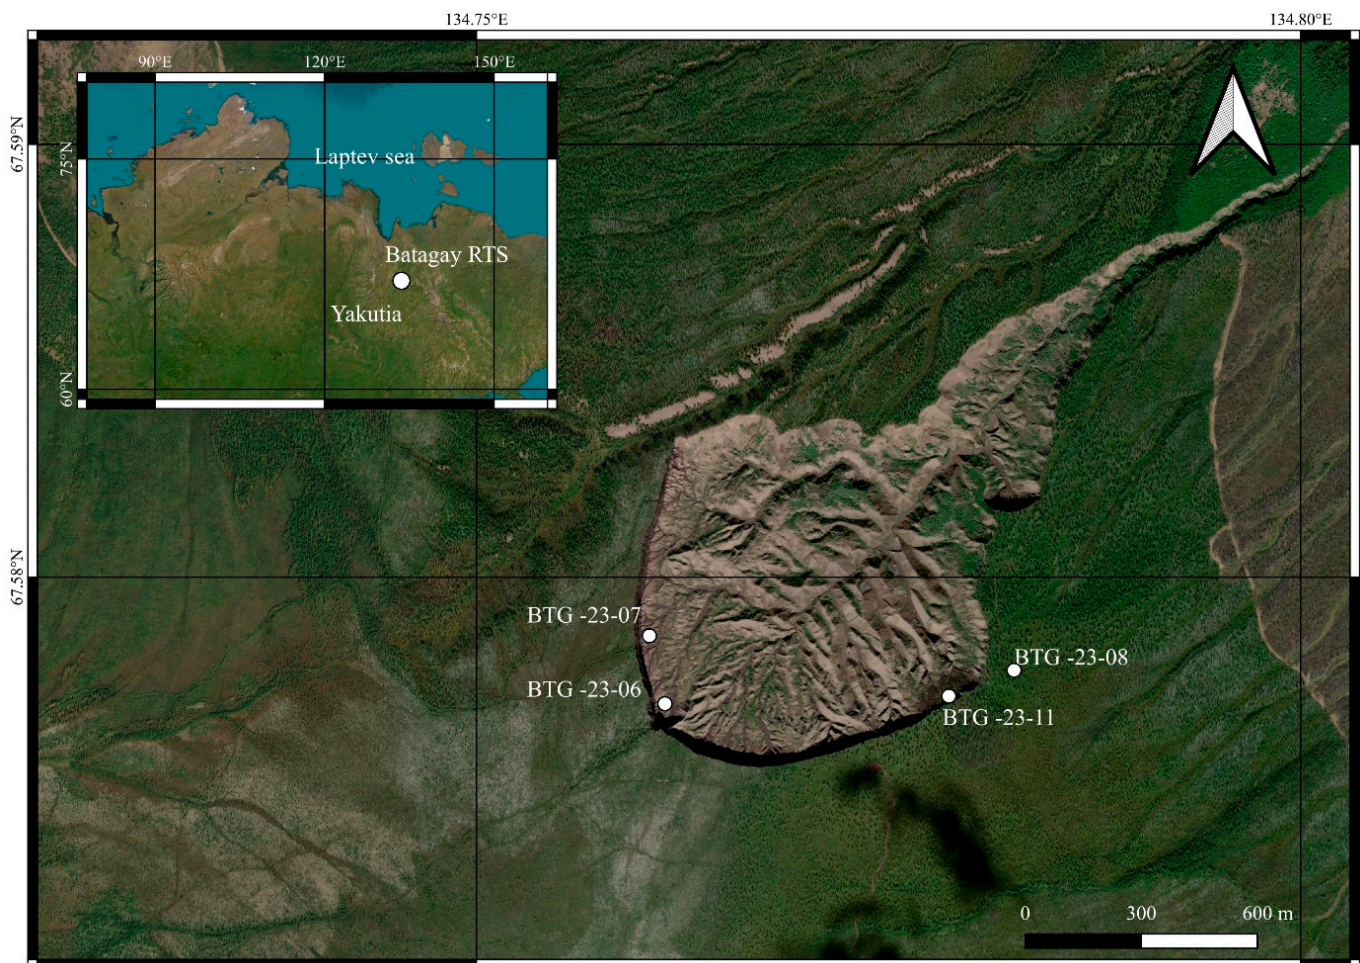 134.75°E
134.80°E
90°E
120°E
150°E
67.59°N
75°N
Laptev sea
Batagay RTS
Yakutia
60°N
67.58°N
BTG -23-07
BTG -23-06
BTG -23-08
BTG -23-11
0 300 600 m